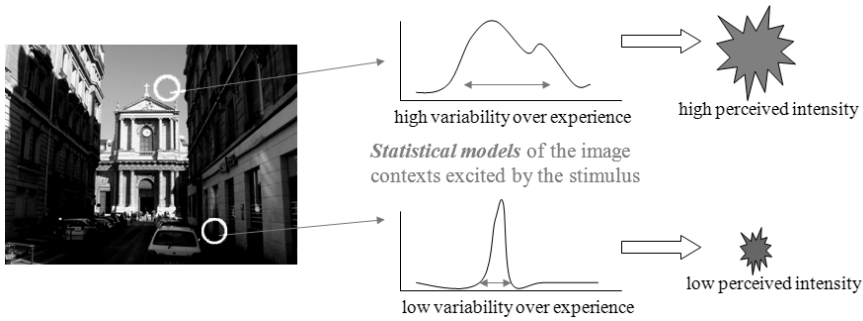 high variability over experience
high perceived intensity
Statistical models of the image
contexts excited by the stimulus
low variability over experience
low perceived intensity